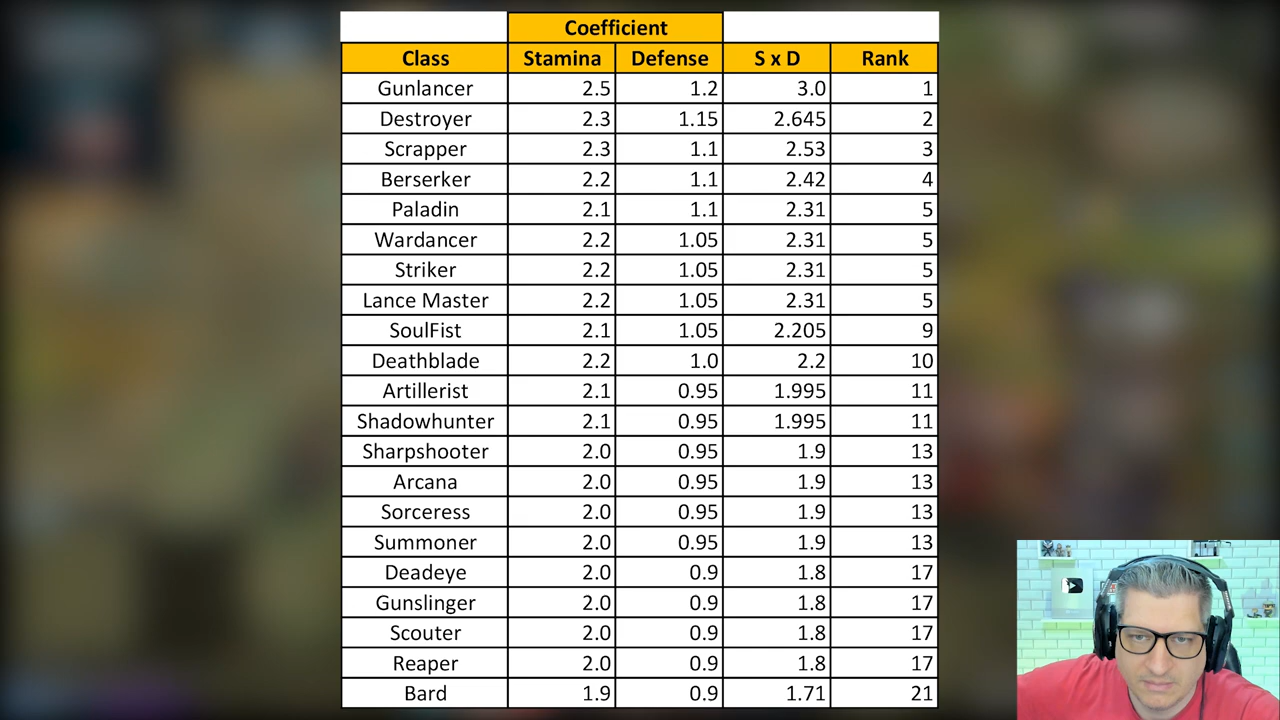 Coefficient
Class Stamina Defense S x D Rank
Gunlancer 2.5 1.2 3.0 1
Destroyer 2.3 1.15 2.645 2
Scrapper 2.3 1.1 2.53 3
Berserker 2.2 1.1 2.42 4
Paladin 2.1 1.1 2.31 5
Wardancer 2.2 1.05 2.31 5
Striker 2.2 1.05 2.31 5
Lance Master 2.2 1.05 2.31 5
SoulFist 2.1 1.05 2.205 9
Deathblade 2.2 1.0 2.2 10
Artillerist 2.1 0.95 1.995 11
Shadowhunter 2.1 0.95 1.995 11
Sharpshooter 2.0 0.95 1.9 13
Arcana 2.0 0.95 1.9 13
Sorceress 2.0 0.95 1.9 13
Summoner 2.0 0.95 1.9 13
Deadeye 2.0 0.9 1.8 17
Gunslinger 2.0 0.9 1.8 17
Scouter 2.0 0.9 1.8 17
Reaper 2.0 0.9 1.8 17
Bard 1.9 0.9 1.71 21